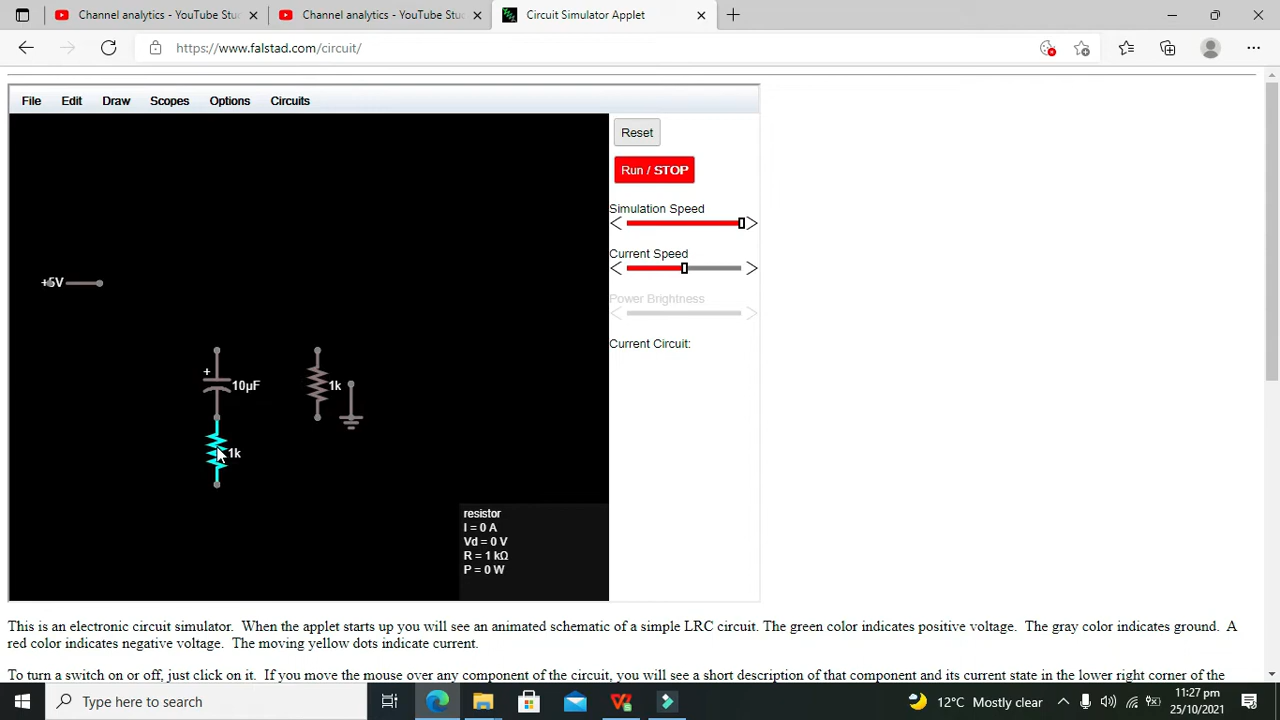 Channel analytics - YouTube Stu
Channel analytics - YouTube Stu
Circuit Simulator Applet
https://www.falstad.com/circuit/
File Edit Draw Scopes Options Circuits
Reset
Run / STOP
Simulation Speed
Current Speed
Power Brightness
Current Circuit:
+5V
+
10µF
1k
1k
resistor
I = 0 A
Vd = 0 V
R = 1 kΩ
P = 0 W
This is an electronic circuit simulator. When the applet starts up you will see an animated schematic of a simple LRC circuit. The green color indicates positive voltage. The gray color indicates ground. A
red color indicates negative voltage. The moving yellow dots indicate current.
To turn a switch on or off, just click on it. If you move the mouse over any component of the circuit, you will see a short description of that component and its current state in the lower right corner of the
Type here to search
12°C Mostly clear
11:27 pm
25/10/2021